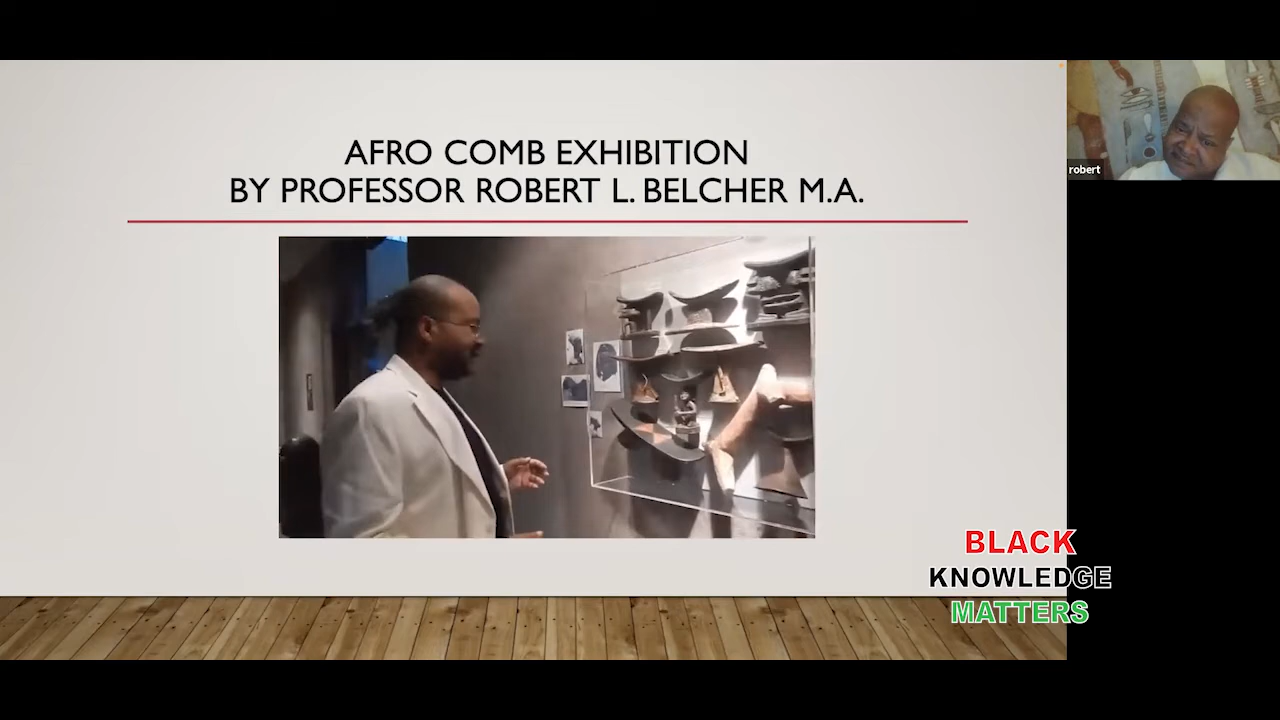 AFRO COMB EXHIBITION
BY PROFESSOR ROBERT L. BELCHER M.A.
robert
BLACK
KNOWLEDGE
MATTERS